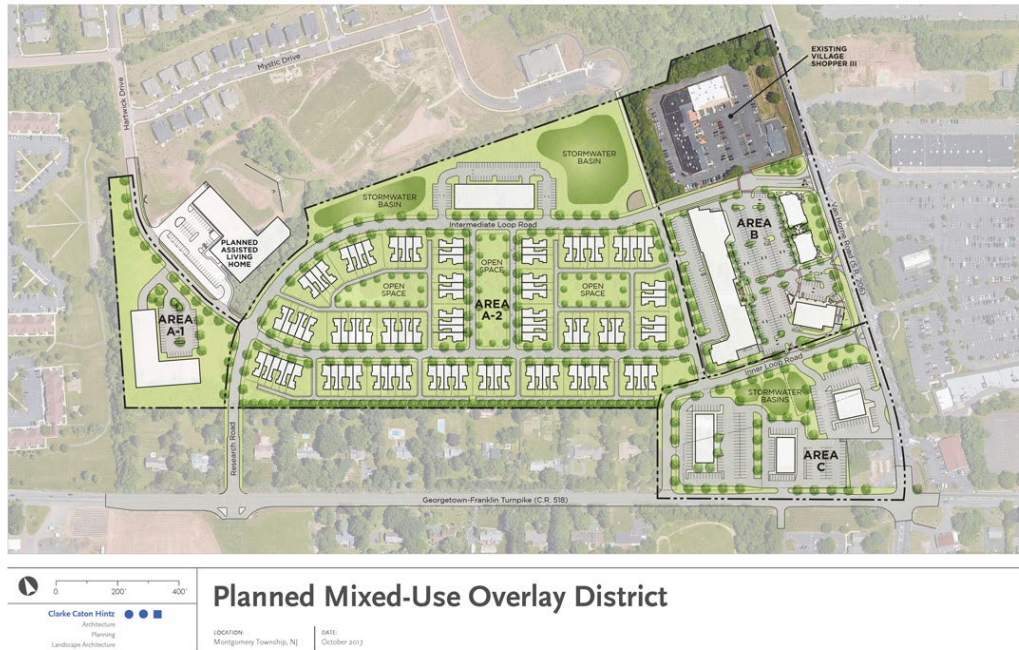 EXISTING
VILLAGE
SHOPPER III
Mystic Drive
Hartwick Drive
STORMWATER
BASIN
STORMWATER
BASIN
Intermediate Loop Road
PLANNED
ASSISTED
LIVING
HOME
AREA
B
OPEN
SPACE
OPEN
SPACE
OPEN
SPACE
AREA
A-2
AREA
A-1
Inner Loop Road
STORMWATER
BASINS
AREA
C
Research Road
Georgetown-Franklin Turnpike (C.R. 518)
0
200'
400'
Clarke Caton Hintz
Architecture
Planning
Landscape Architecture
Planned Mixed-Use Overlay District
LOCATION:
Montgomery Township, NJ
DATE:
October 2017